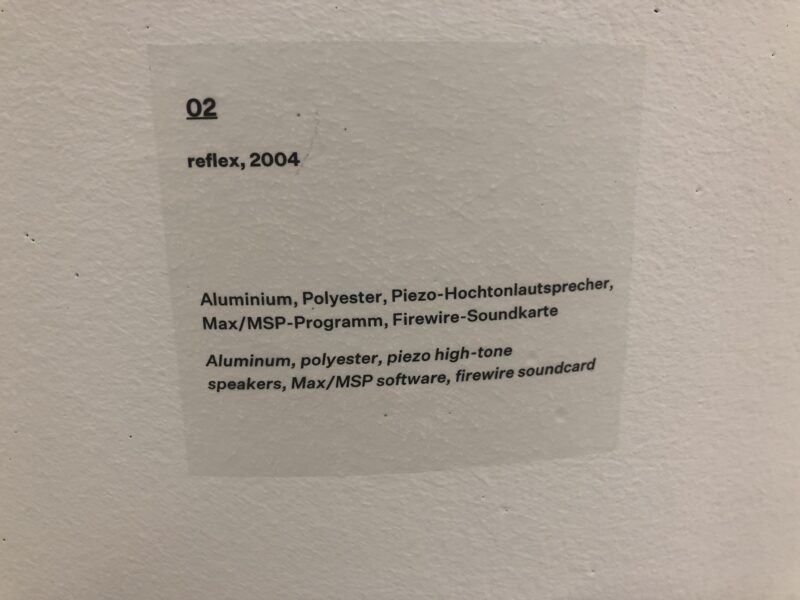 02
reflex, 2004
Aluminium, Polyester, Piezo-Hochtonlautsprecher,
Max/MSP-Programm, Firewire-Soundkarte
Aluminum, polyester, piezo high-tone
speakers, Max/MSP software, firewire soundcard